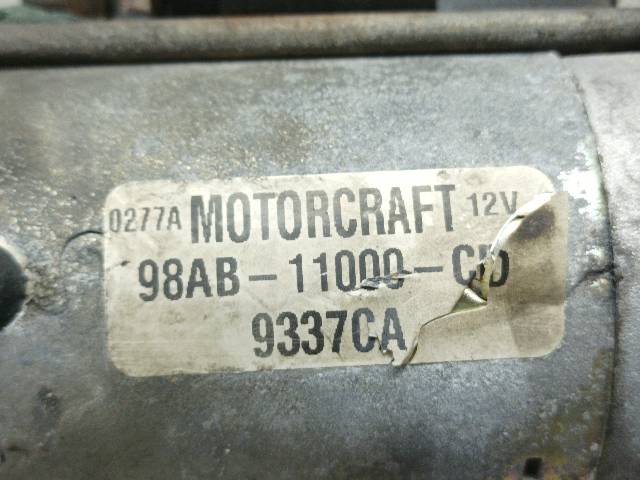 0277A MOTORCRAFT 12V
98AB-11000-CD
9337CA